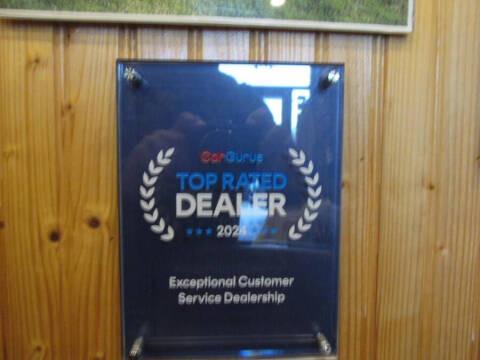 CarGurus
TOP RATED
DEALER
2024
Exceptional Customer
Service Dealership